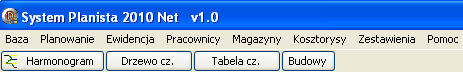 System Planista 2010 Net v1.0
Baza Planowanie Ewidencja Pracownicy Magazyny Kosztorysy Zestawienia Pomoc
Harmonogram Drzewo cz. Tabela cz. Budowy